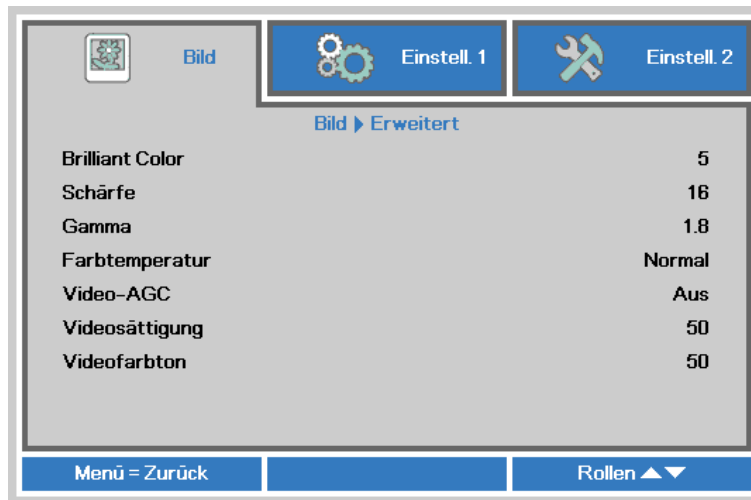 Bild
Einstell. 1
Einstell. 2
Bild ▶ Erweitert
Brilliant Color 5
Schärfe 16
Gamma 1.8
Farbtemperatur Normal
Video-AGC Aus
Videosättigung 50
Videofarbton 50
Menü = Zurück
Rollen ▲▼